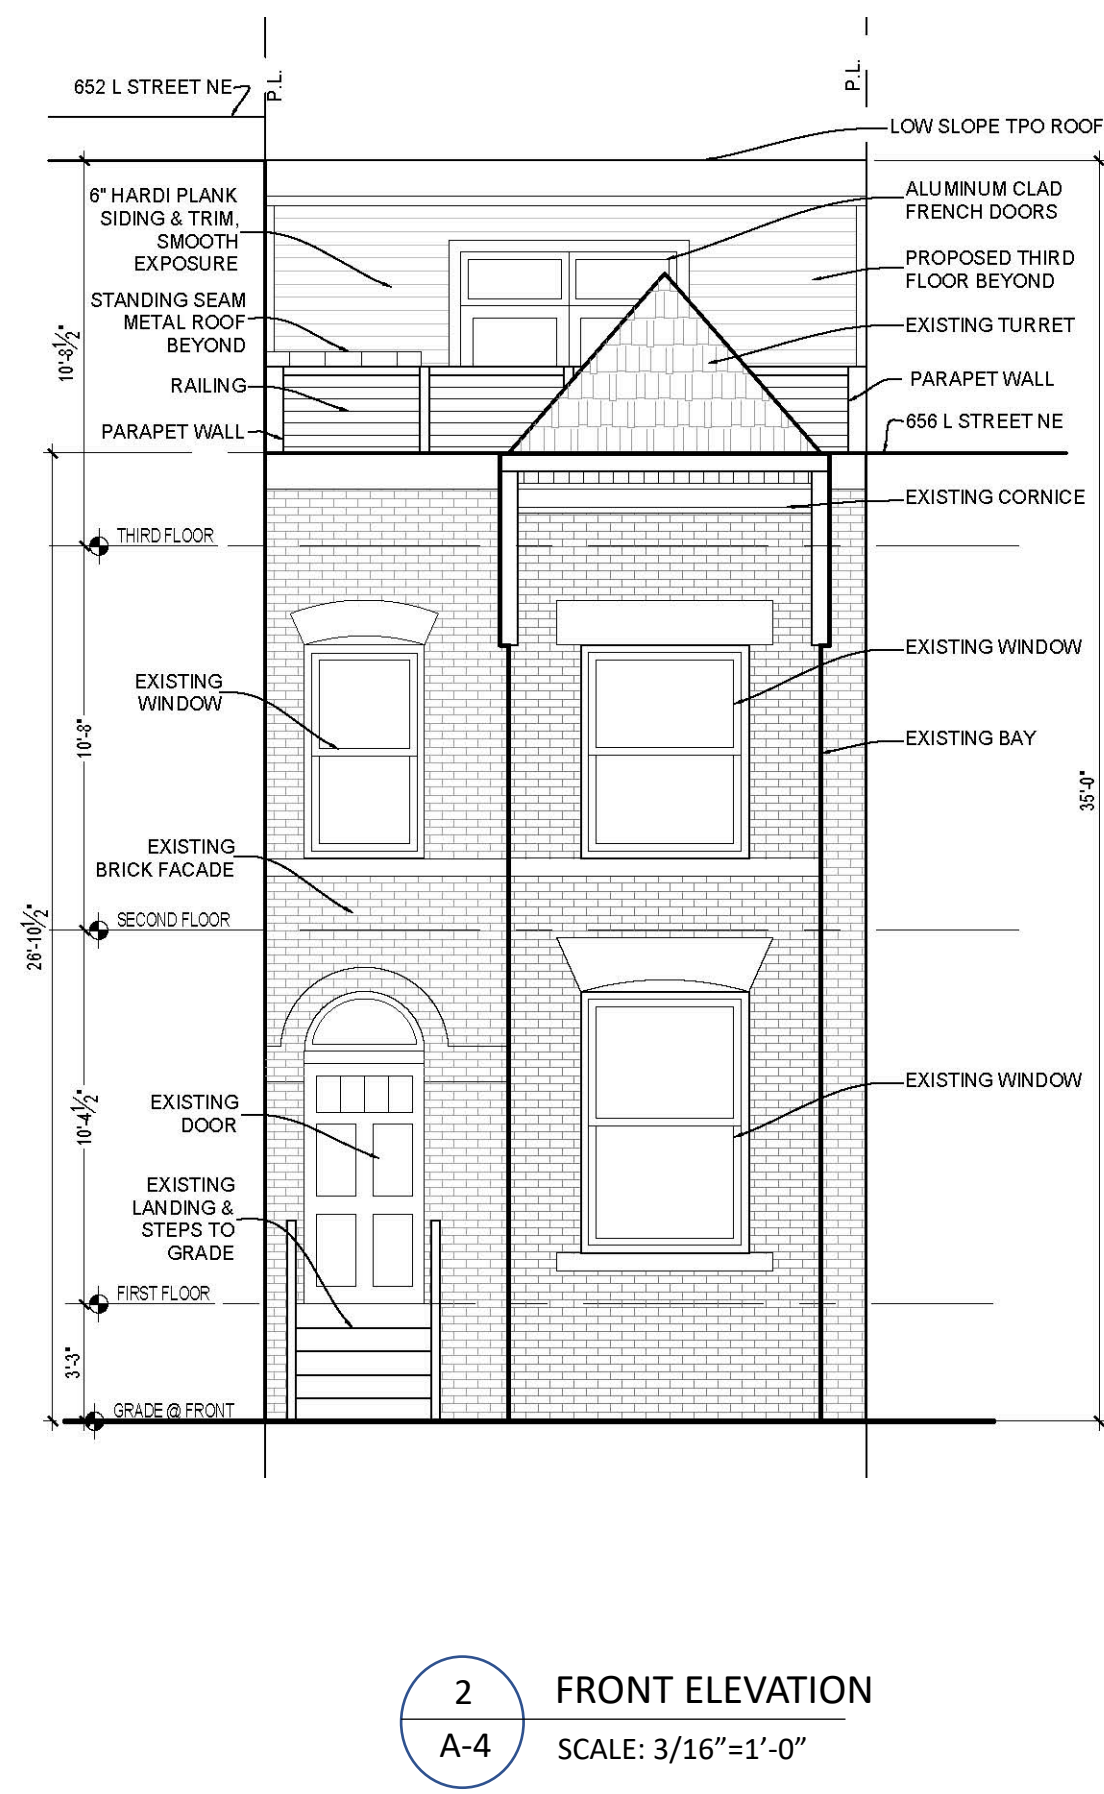 652 L STREET NE
P.L.
P.L.
LOW SLOPE TPO ROOF
6" HARDI PLANK
SIDING & TRIM,
SMOOTH
EXPOSURE
ALUMINUM CLAD
FRENCH DOORS
PROPOSED THIRD
FLOOR BEYOND
STANDING SEAM
METAL ROOF
BEYOND
EXISTING TURRET
10'-8½"
RAILING
PARAPET WALL
PARAPET WALL
656 L STREET NE
EXISTING CORNICE
THIRD FLOOR
EXISTING WINDOW
EXISTING
WINDOW
EXISTING BAY
10'-8"
35'-0"
EXISTING
BRICK FACADE
SECOND FLOOR
26'-10½"
EXISTING WINDOW
EXISTING
DOOR
10'-4½"
EXISTING
LANDING &
STEPS TO
GRADE
FIRST FLOOR
3'-3"
GRADE @ FRONT
2
A-4
FRONT ELEVATION
SCALE: 3/16”=1’-0”